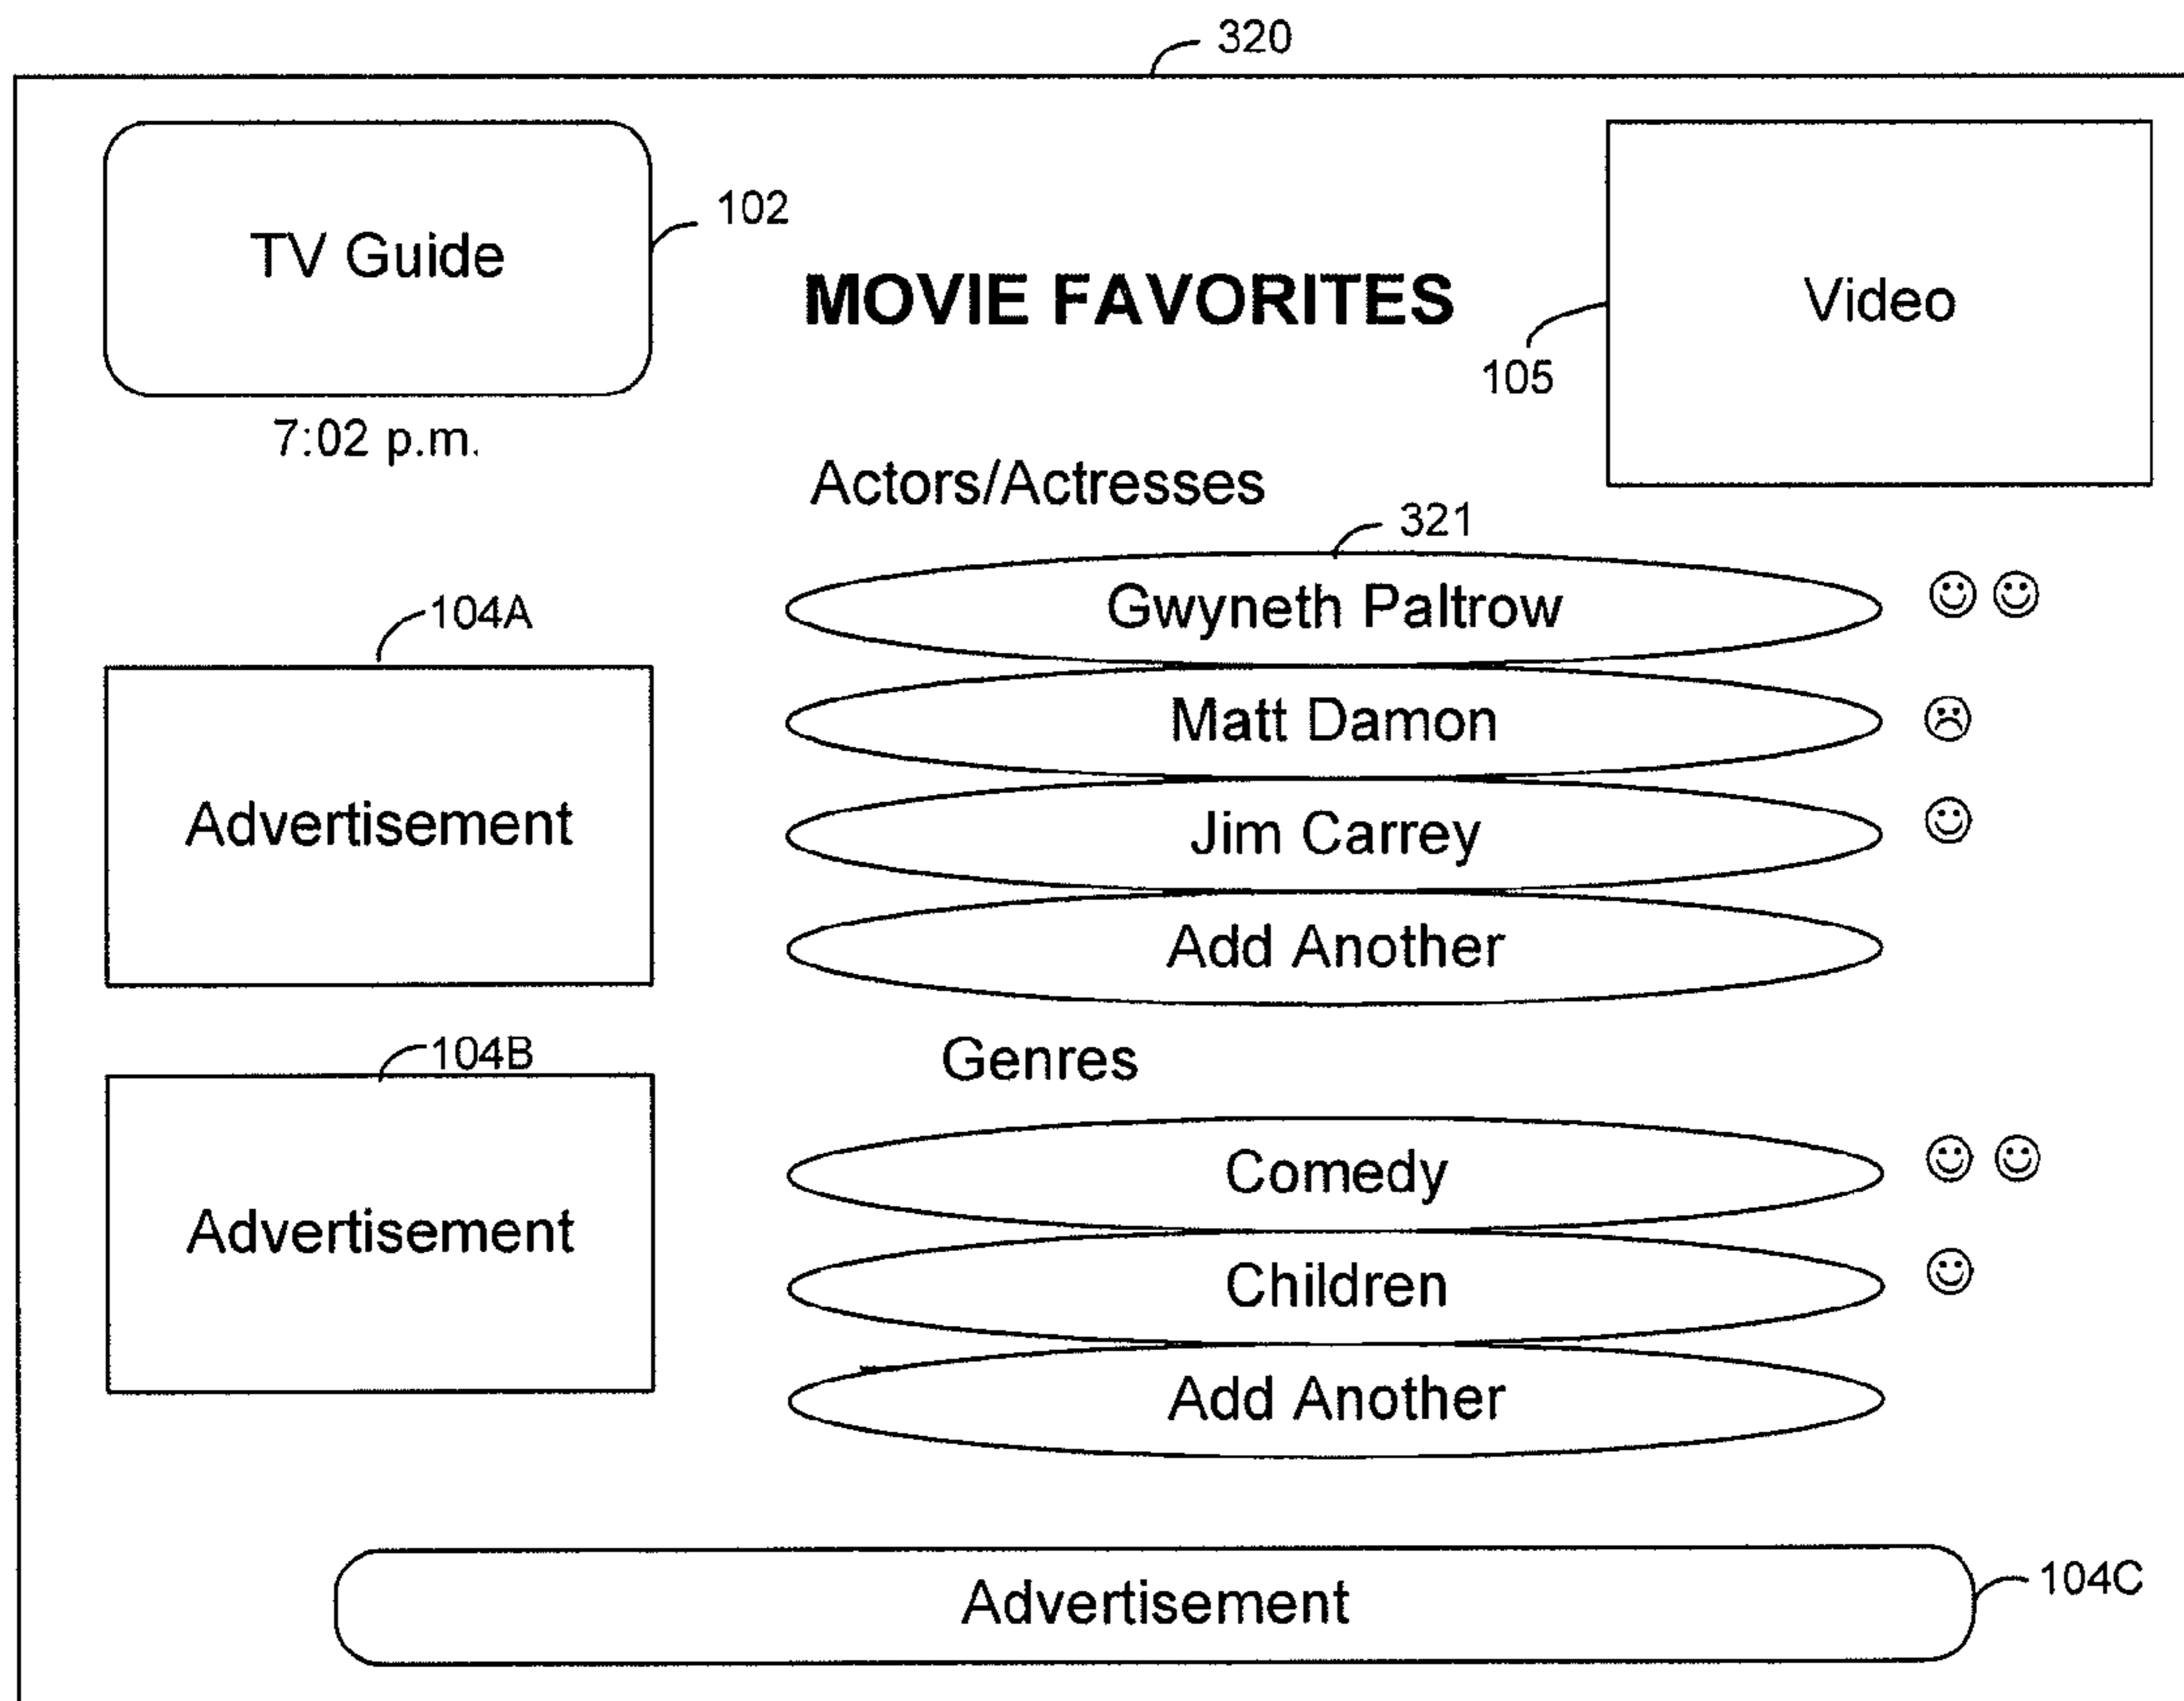 320
TV Guide
102
MOVIE FAVORITES
Video
105
7:02 p.m.
Actors/Actresses
321
Gwyneth Paltrow
104A
Matt Damon
Advertisement
Jim Carrey
Add Another
104B
Genres
Advertisement
Comedy
Children
Add Another
Advertisement
104C